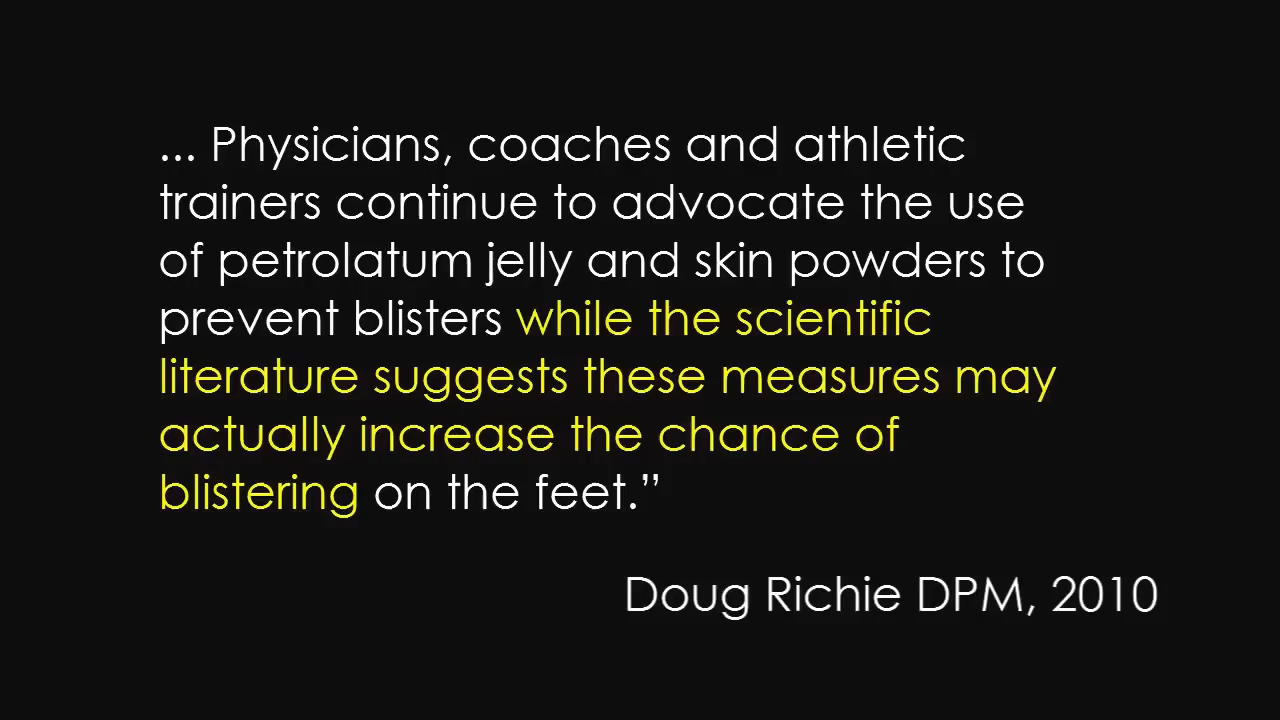 ... Physicians, coaches and athletic
trainers continue to advocate the use
of petrolatum jelly and skin powders to
prevent blisters while the scientific
literature suggests these measures may
actually increase the chance of
blistering on the feet.”
Doug Richie DPM, 2010